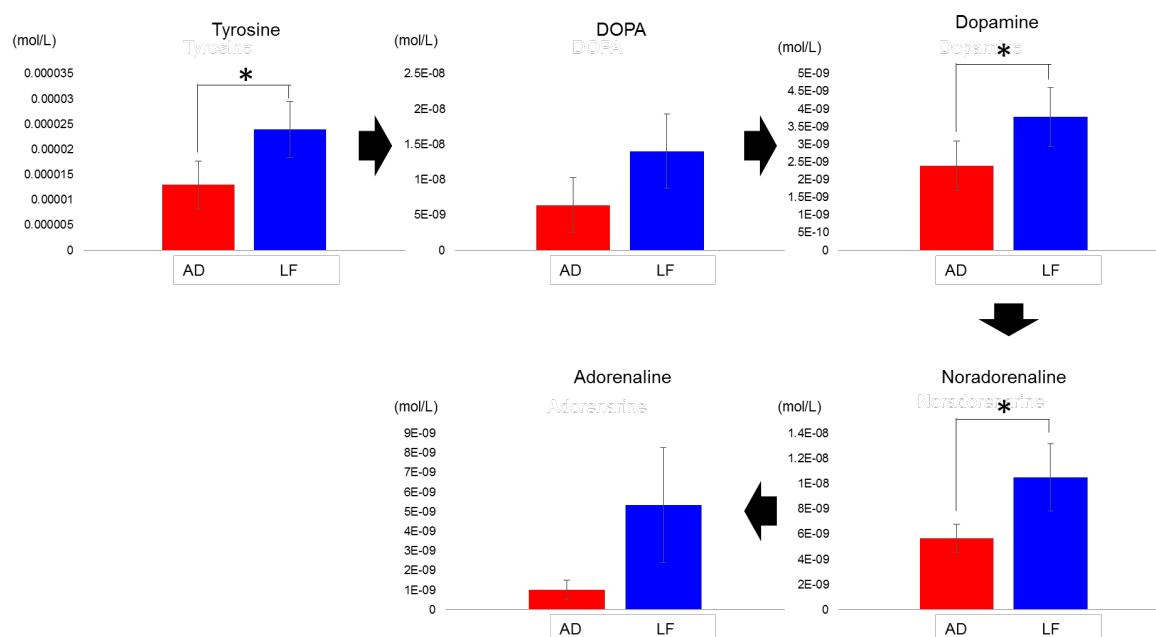 Tyrosine
(mol/L)
Tyrosine
*
0.000035
0.00003
0.000025
0.00002
0.000015
0.00001
0.000005
0
AD LF
DOPA
(mol/L)
DOPA
2.5E-08
2E-08
1.5E-08
1E-08
5E-09
0
AD LF
Dopamine
(mol/L)
Dopamine
*
5E-09
4.5E-09
4E-09
3.5E-09
3E-09
2.5E-09
2E-09
1.5E-09
1E-09
5E-10
0
AD LF
Adorenaline
(mol/L)
Adorenarine
9E-09
8E-09
7E-09
6E-09
5E-09
4E-09
3E-09
2E-09
1E-09
0
AD LF
Noradorenaline
(mol/L)
Noradorenarine
*
1.4E-08
1.2E-08
1E-08
8E-09
6E-09
4E-09
2E-09
0
AD LF